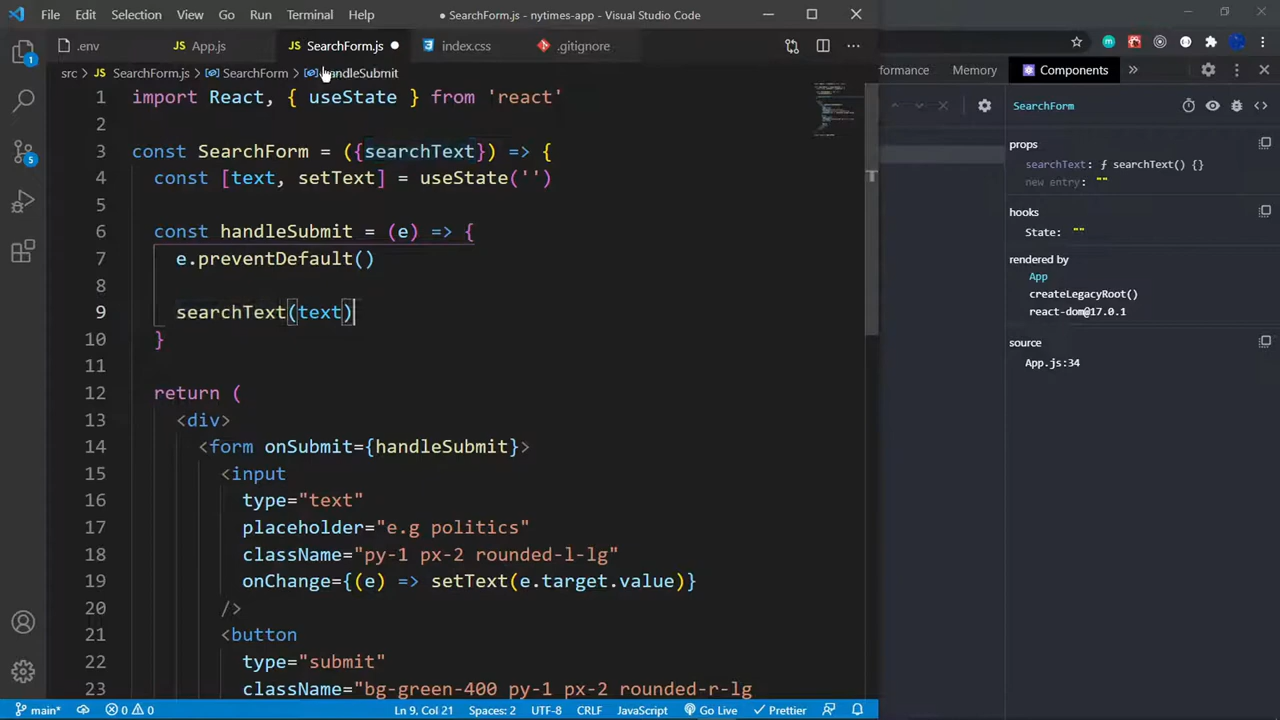 File Edit Selection View Go Run Terminal Help ● SearchForm.js - nytimes-app - Visual Studio Code
.env App.js SearchForm.js ● index.css .gitignore
src > SearchForm.js > SearchForm > handleSubmit
1 import React, { useState } from 'react'
2
3 const SearchForm = ({searchText}) => {
4 const [text, setText] = useState('')
5
6 const handleSubmit = (e) => {
7 e.preventDefault()
8
9 searchText(text)
10 }
11
12 return (
13 <div>
14 <form onSubmit={handleSubmit}>
15 <input
16 type="text"
17 placeholder="e.g politics"
18 className="py-1 px-2 rounded-l-lg"
19 onChange={(e) => setText(e.target.value)}
20 />
21 <button
22 type="submit"
23 className="bg-green-400 py-1 px-2 rounded-r-lg
1
5
main* 0 0 Ln 9, Col 21 Spaces: 2 UTF-8 CRLF JavaScript Go Live Prettier
rformance Memory Components
SearchForm
props
searchText: ƒ searchText() {}
new entry: ""
hooks
State: ""
rendered by
App
createLegacyRoot()
react-dom@17.0.1
source
App.js:34